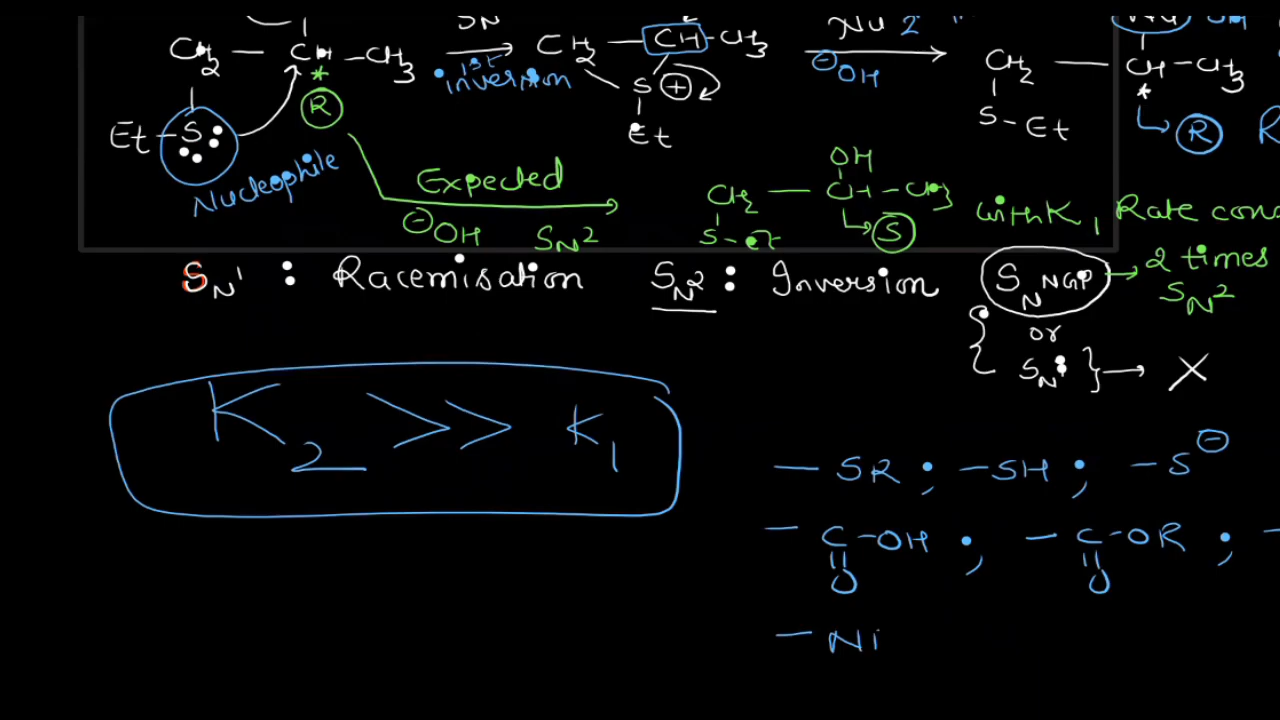 SN Nu 2
CH2 — CH — CH3 CH2 — CH — CH3 CH2 — CH — CH3
* 1st inversion S ⊕ ⊖OH *
R Et S – Et R
Et – S
Nucleophile Expected OH
⊖OH SN2 CH2 — CH – CH3 with K1 Rate cons
S – Et S
SN1 : Racemisation SN2 : Inversion SN NGP → 2 times
SN2
{ or
SN: } → X
K2 >> K1
— SR ; – SH ; – S⊖
– C – OH ; – C – OR ; –
O O
– Ni